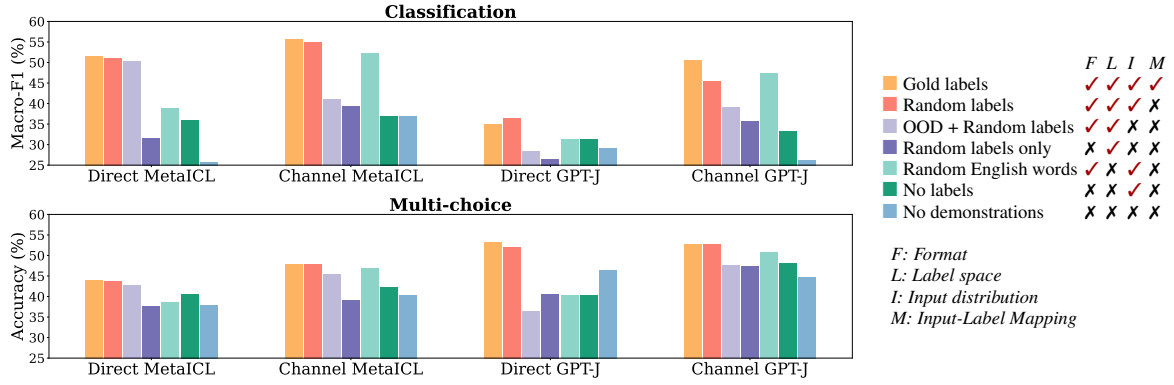 Classification
Macro-F1 (%)
60
55
50
45
40
35
30
25
Direct MetaICL Channel MetaICL Direct GPT-J Channel GPT-J
Multi-choice
Accuracy (%)
60
55
50
45
40
35
30
25
Direct MetaICL Channel MetaICL Direct GPT-J Channel GPT-J
F L I M
Gold labels ✓ ✓ ✓ ✓
Random labels ✓ ✓ ✓ ✗
OOD + Random labels ✓ ✓ ✗ ✗
Random labels only ✗ ✓ ✗ ✗
Random English words ✓ ✗ ✓ ✗
No labels ✗ ✗ ✓ ✗
No demonstrations ✗ ✗ ✗ ✗
F: Format
L: Label space
I: Input distribution
M: Input-Label Mapping